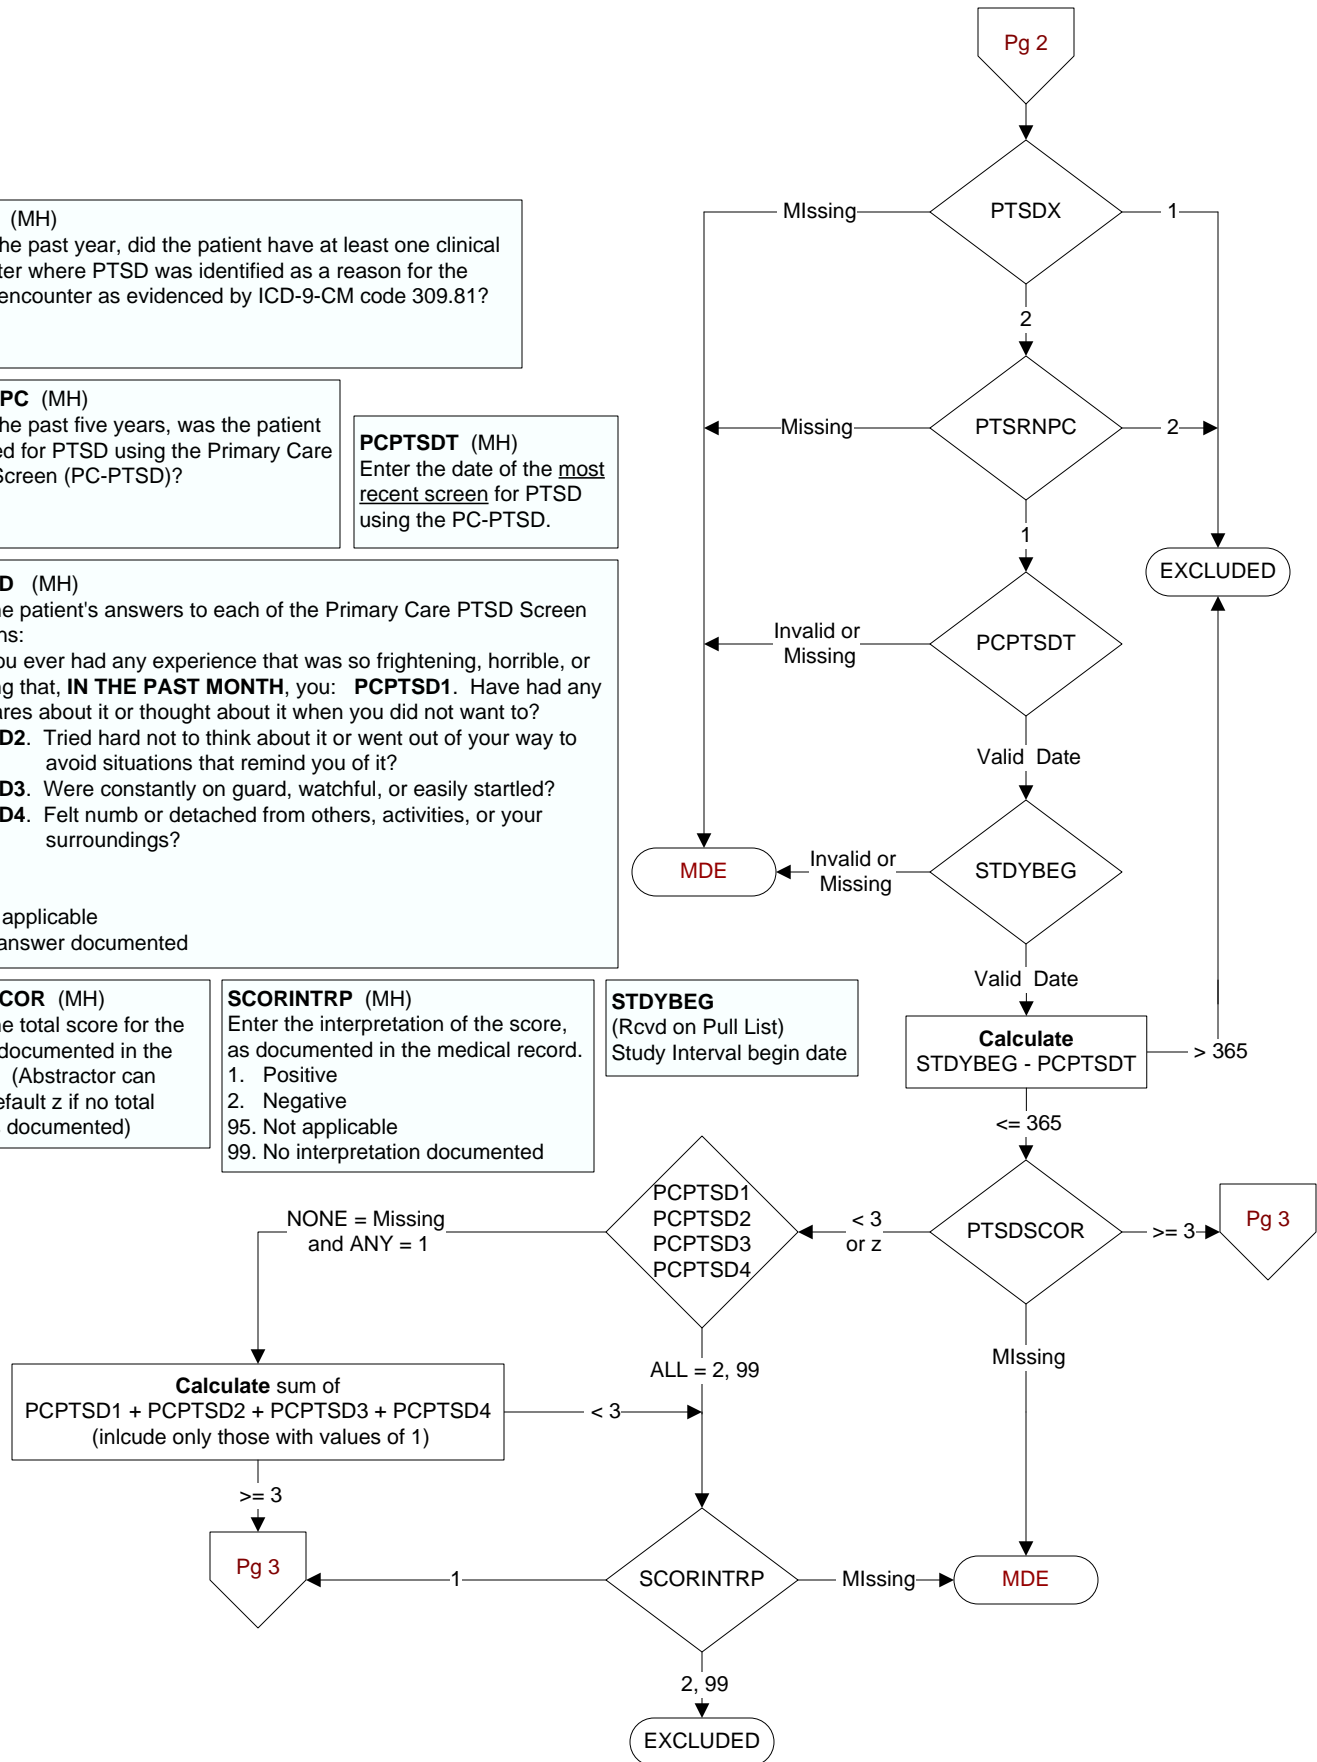 Pg 2
PTSDX
MIssing
1
2
(MH)
he past year, did the patient have at least one clinical
ter where PTSD was identified as a reason for the
encounter as evidenced by ICD-9-CM code 309.81?
PC (MH)
he past five years, was the patient
ed for PTSD using the Primary Care
Screen (PC-PTSD)?
PCPTSDT (MH)
Enter the date of the most
recent screen for PTSD
using the PC-PTSD.
PTSRNPC
Missing
2
1
EXCLUDED
D (MH)
he patient's answers to each of the Primary Care PTSD Screen
ns:
ou ever had any experience that was so frightening, horrible, or
ng that, IN THE PAST MONTH, you: PCPTSD1. Have had any
ares about it or thought about it when you did not want to?
D2. Tried hard not to think about it or went out of your way to
avoid situations that remind you of it?
D3. Were constantly on guard, watchful, or easily startled?
D4. Felt numb or detached from others, activities, or your
surroundings?
applicable
answer documented
PCPTSDT
Invalid or
Missing
Valid Date
STDYBEG
Invalid or
Missing
MDE
Valid Date
COR (MH)
he total score for the
documented in the
(Abstractor can
efault z if no total
documented)
SCORINTRP (MH)
Enter the interpretation of the score,
as documented in the medical record.
1. Positive
2. Negative
95. Not applicable
99. No interpretation documented
STDYBEG
(Rcvd on Pull List)
Study Interval begin date
Calculate
STDYBEG - PCPTSDT
> 365
<= 365
PTSDSCOR
>= 3
Pg 3
< 3
or z
MIssing
PCPTSD1
PCPTSD2
PCPTSD3
PCPTSD4
NONE = Missing
and ANY = 1
ALL = 2, 99
Calculate sum of
PCPTSD1 + PCPTSD2 + PCPTSD3 + PCPTSD4
(inlcude only those with values of 1)
< 3
>= 3
Pg 3
1
SCORINTRP
MIssing
MDE
2, 99
EXCLUDED